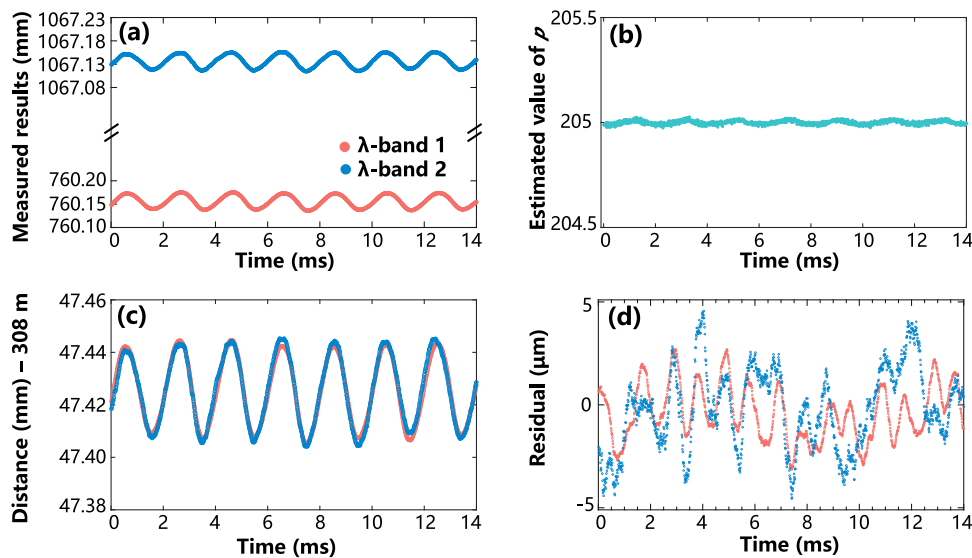 (a)
Measured results (mm)
1067.23
1067.18
1067.13
1067.08
760.20
760.15
760.10
λ-band 1
λ-band 2
0 2 4 6 8 10 12 14
Time (ms)
(b)
Estimated value of p
205.5
205
204.5
0 2 4 6 8 10 12 14
Time (ms)
(c)
Distance (mm) − 308 m
47.46
47.44
47.42
47.40
47.38
0 2 4 6 8 10 12 14
Time (ms)
(d)
Residual (μm)
5
0
-5
0 2 4 6 8 10 12 14
Time (ms)